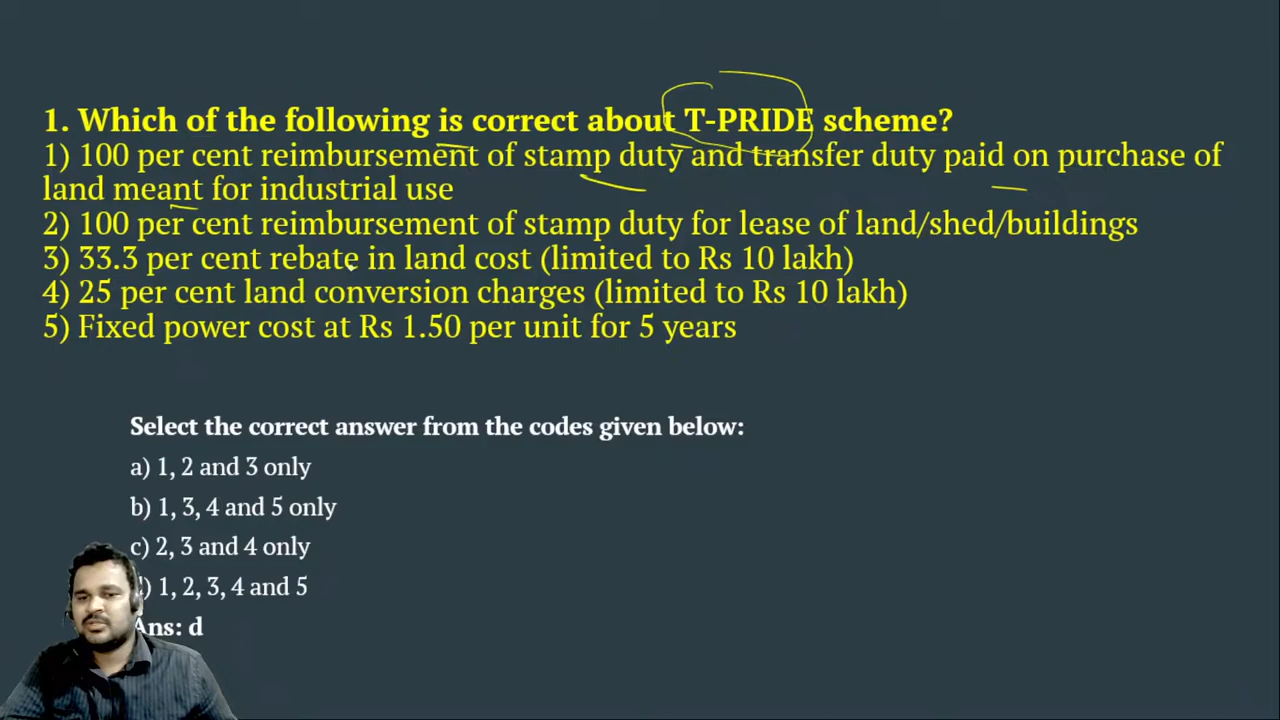 1. Which of the following is correct about T-PRIDE scheme?
1) 100 per cent reimbursement of stamp duty and transfer duty paid on purchase of
land meant for industrial use
2) 100 per cent reimbursement of stamp duty for lease of land/shed/buildings
3) 33.3 per cent rebate in land cost (limited to Rs 10 lakh)
4) 25 per cent land conversion charges (limited to Rs 10 lakh)
5) Fixed power cost at Rs 1.50 per unit for 5 years
Select the correct answer from the codes given below:
a) 1, 2 and 3 only
b) 1, 3, 4 and 5 only
c) 2, 3 and 4 only
) 1, 2, 3, 4 and 5
Ans: d